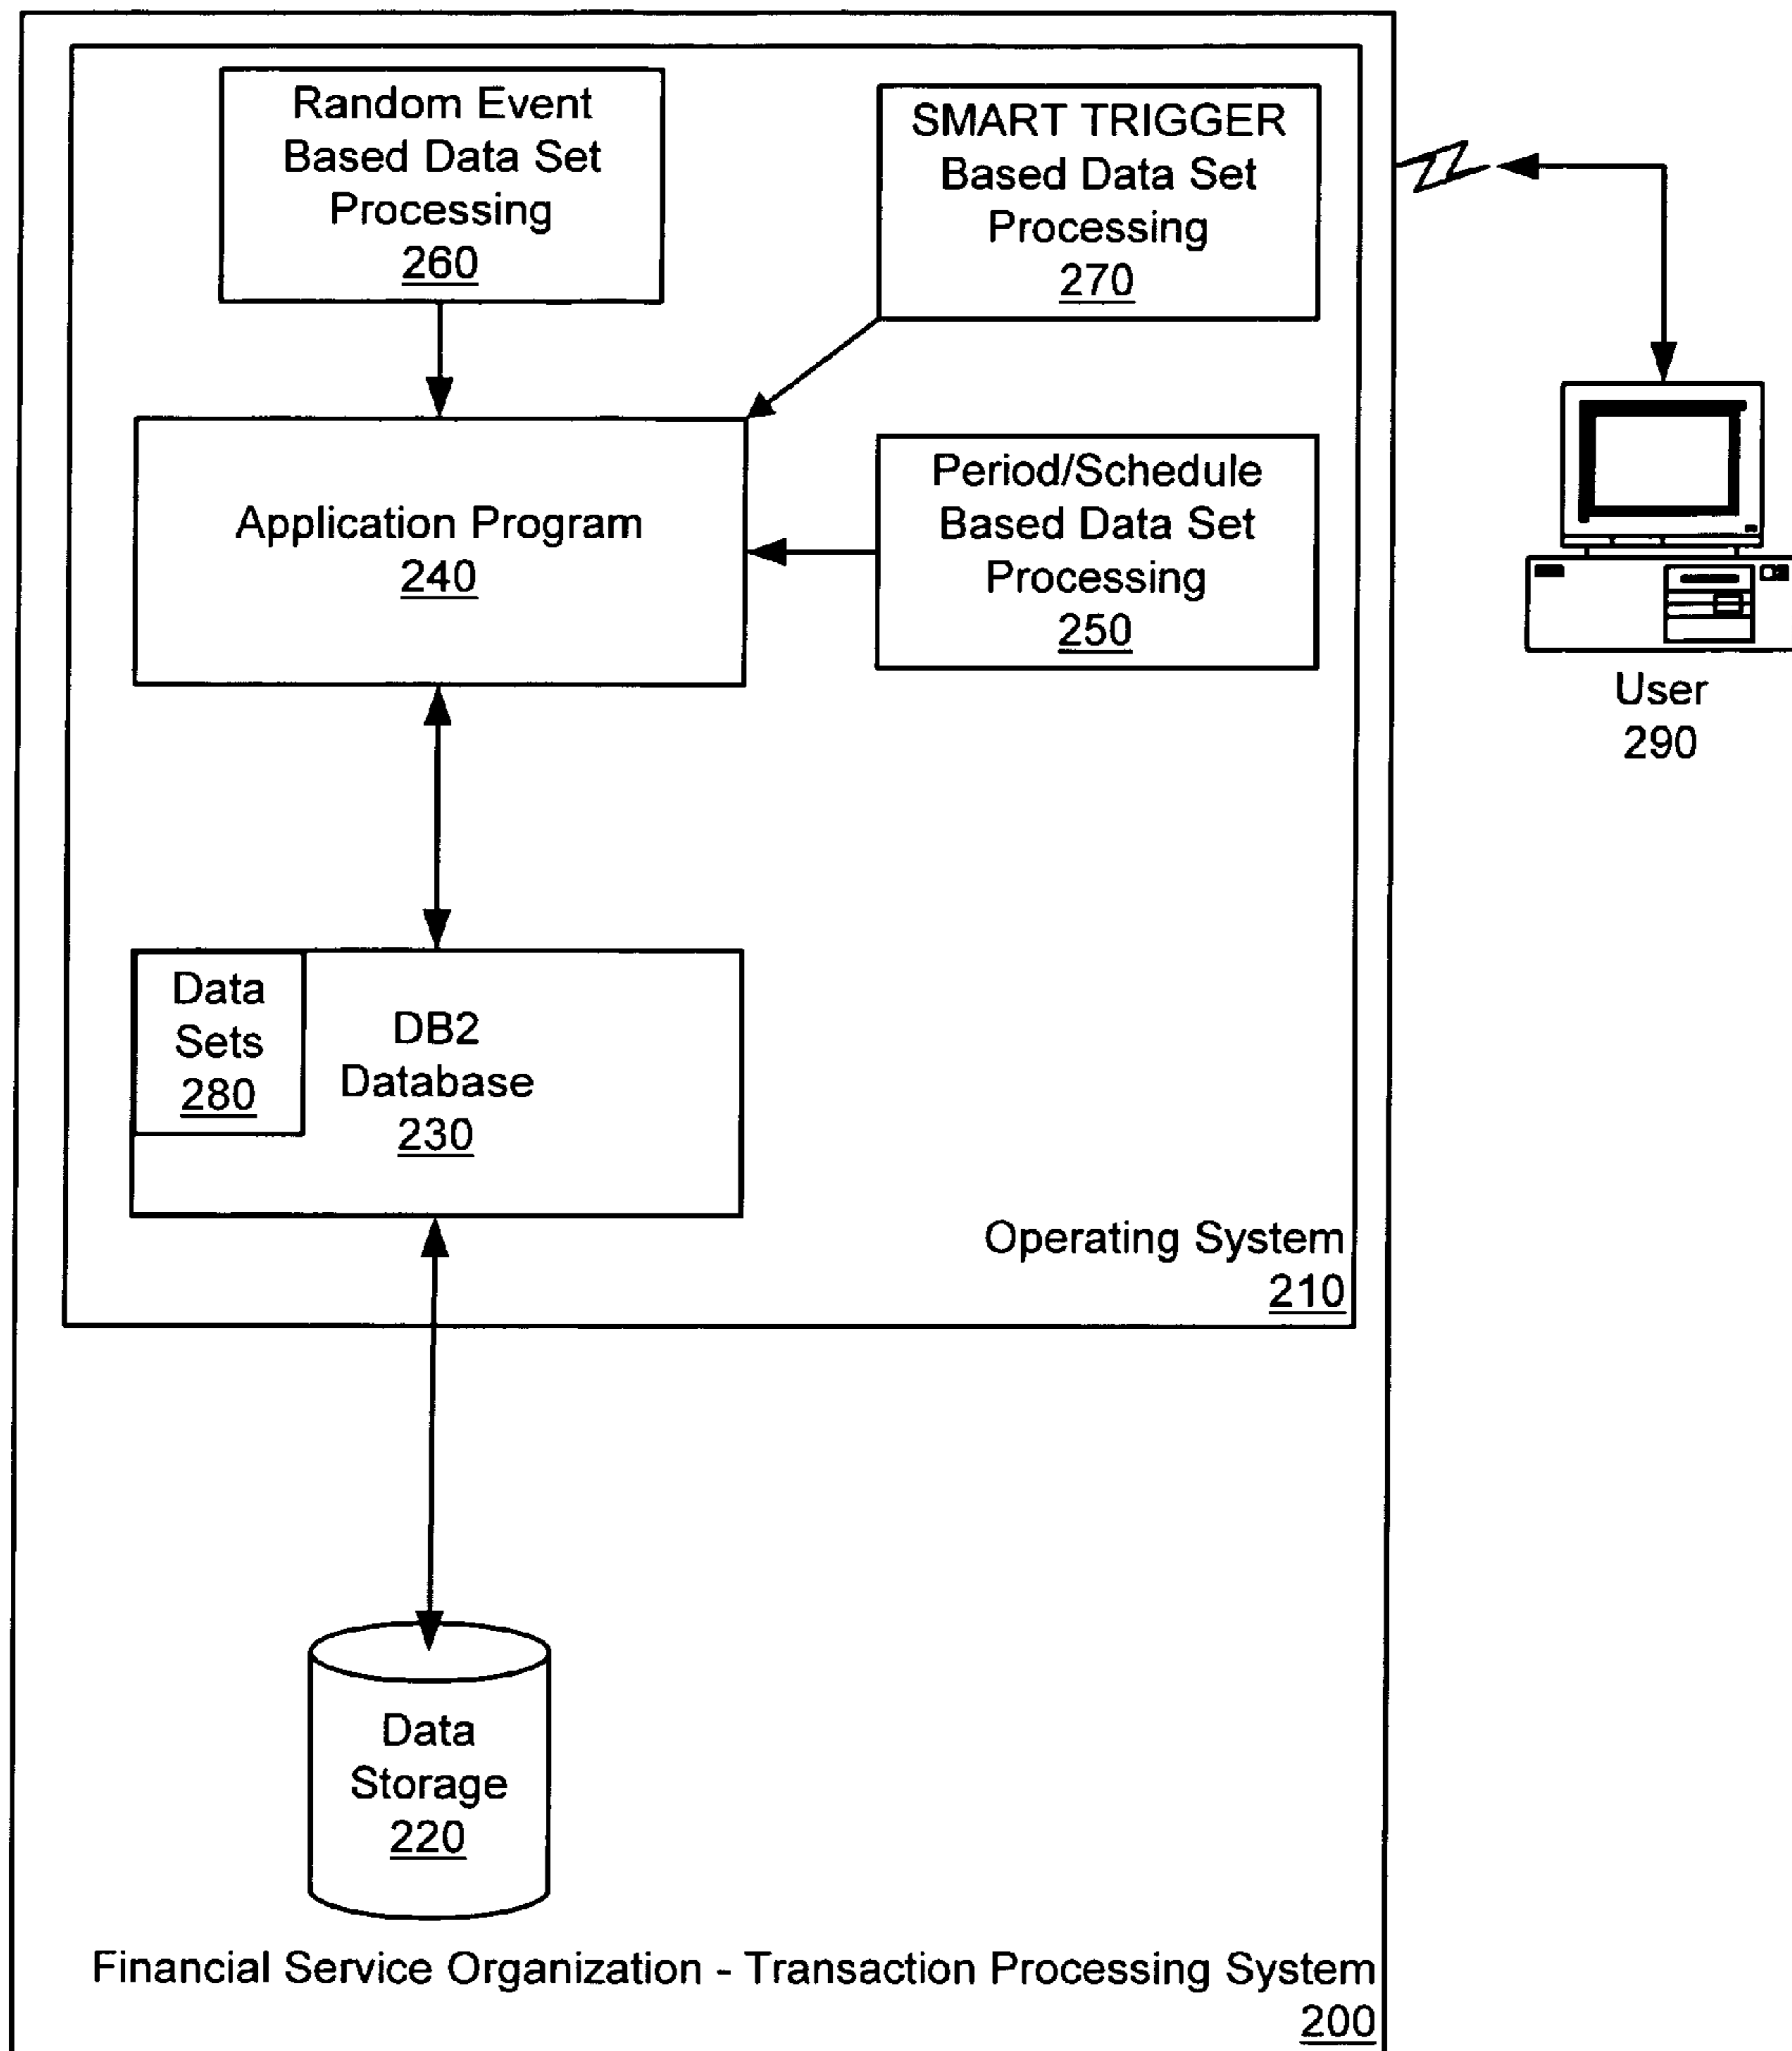 Random Event
Based Data Set
Processing
260
SMART TRIGGER
Based Data Set
Processing
270
Application Program
240
Period/Schedule
Based Data Set
Processing
250
User
290
Data
Sets
280
DB2
Database
230
Operating System
210
Data
Storage
220
Financial Service Organization - Transaction Processing System
200